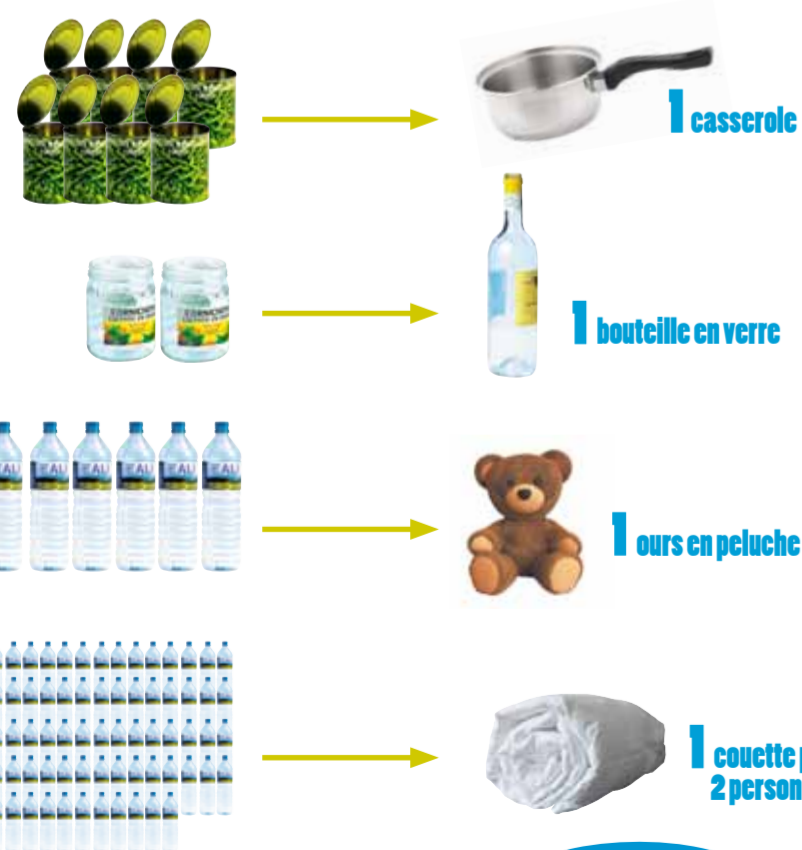 1 casserole
1 bouteille en verre
1 ours en peluche
1 couette
2 person